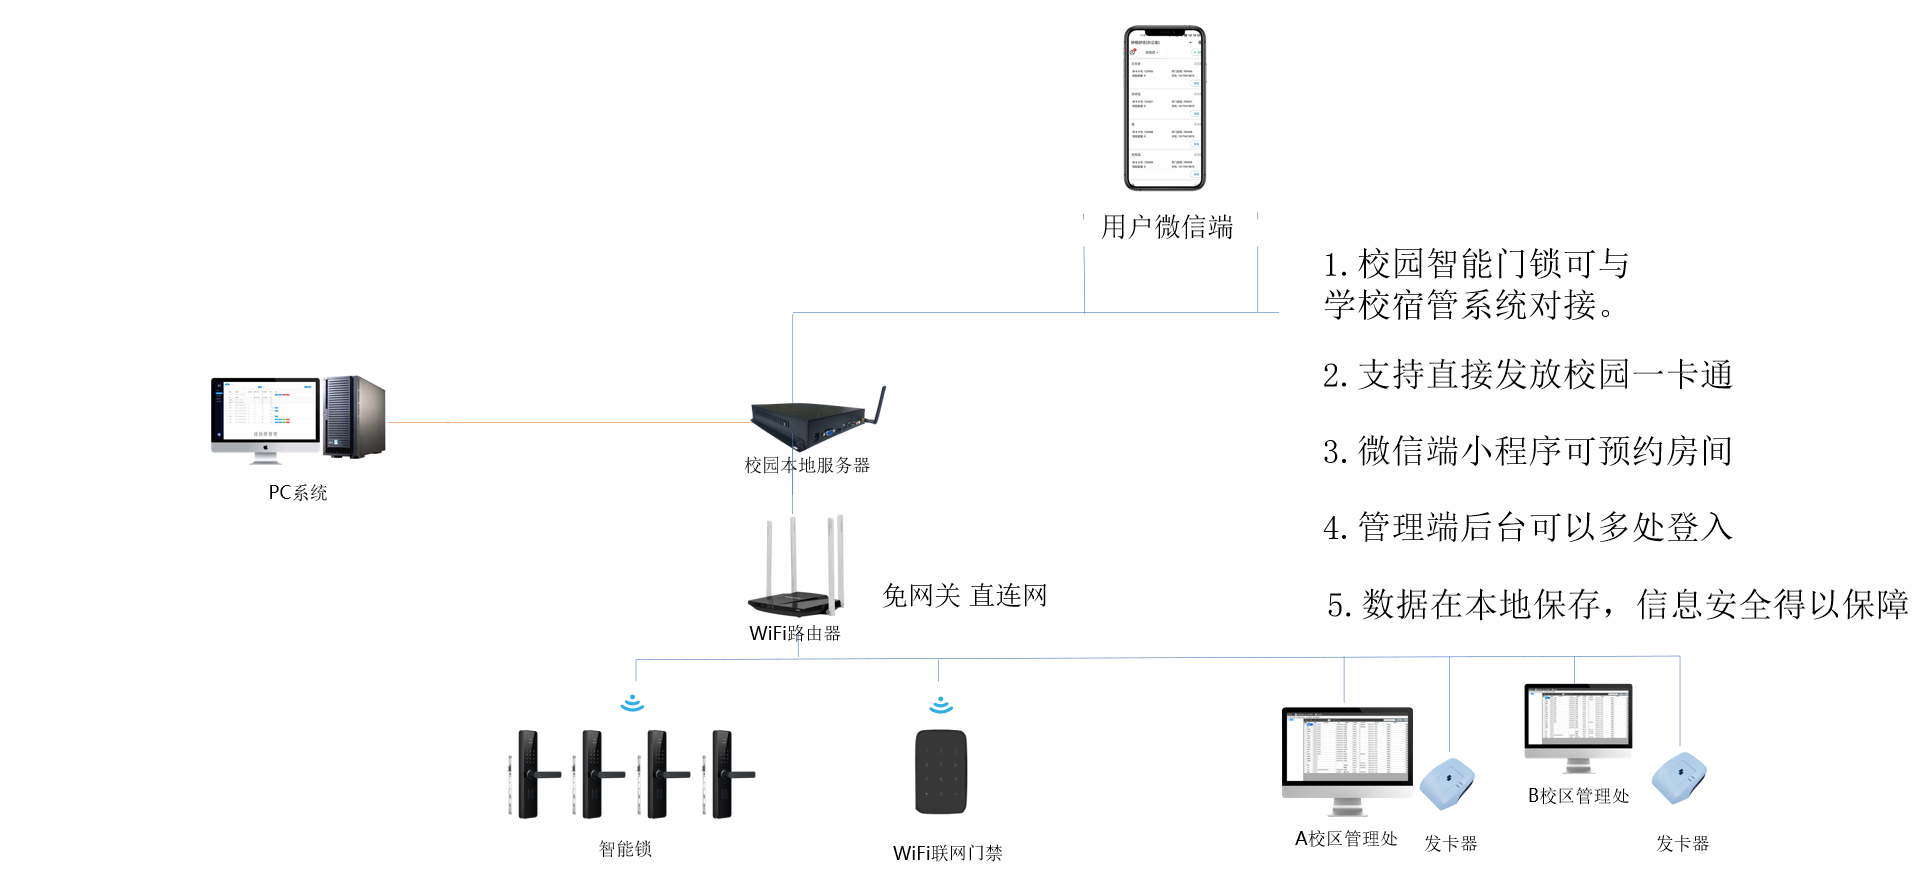 用户微信端
1.校园智能门锁可与
学校宿管系统对接。
2.支持直接发放校园一卡通
3.微信端小程序可预约房间
4.管理端后台可以多处登入
5.数据在本地保存，信息安全得以保障
PC系统
校园本地服务器
免网关 直连网
WiFi路由器
智能锁
WiFi联网门禁
A校区管理处
发卡器
B校区管理处
发卡器